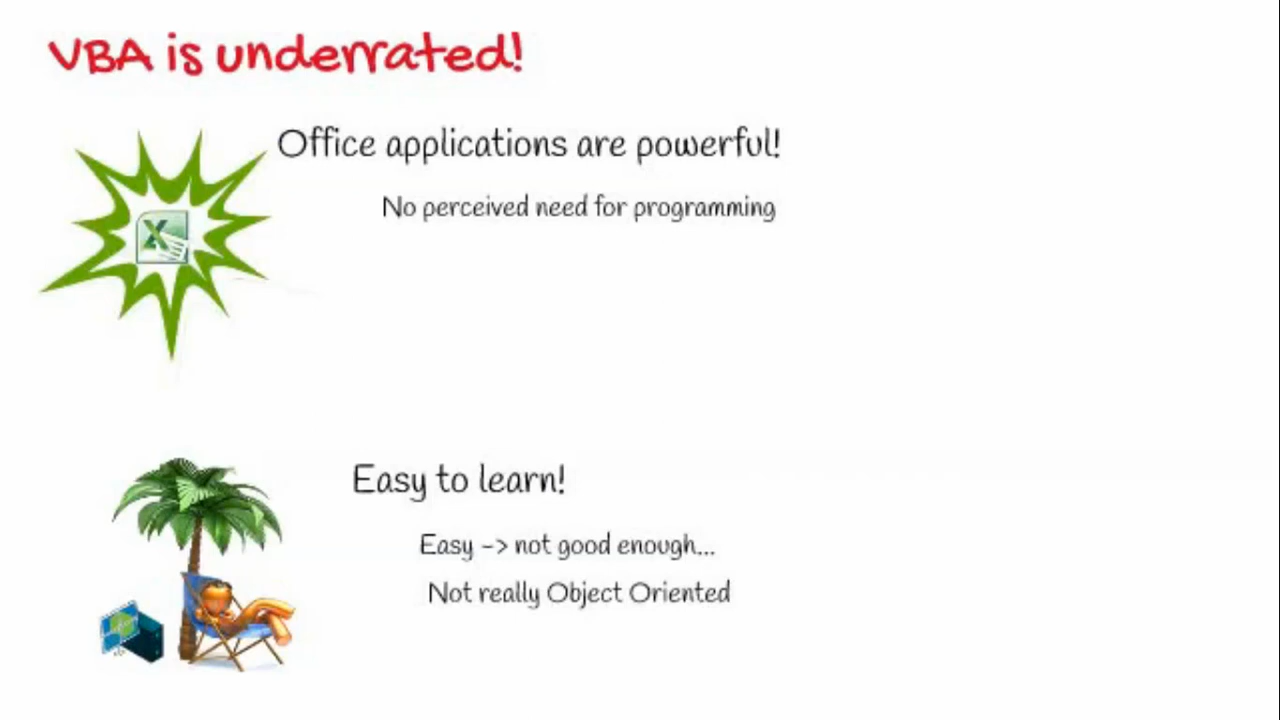 VBA is underrated!
Office applications are powerful!
No perceived need for programming
Easy to learn!
Easy -> not good enough...
Not really Object Oriented